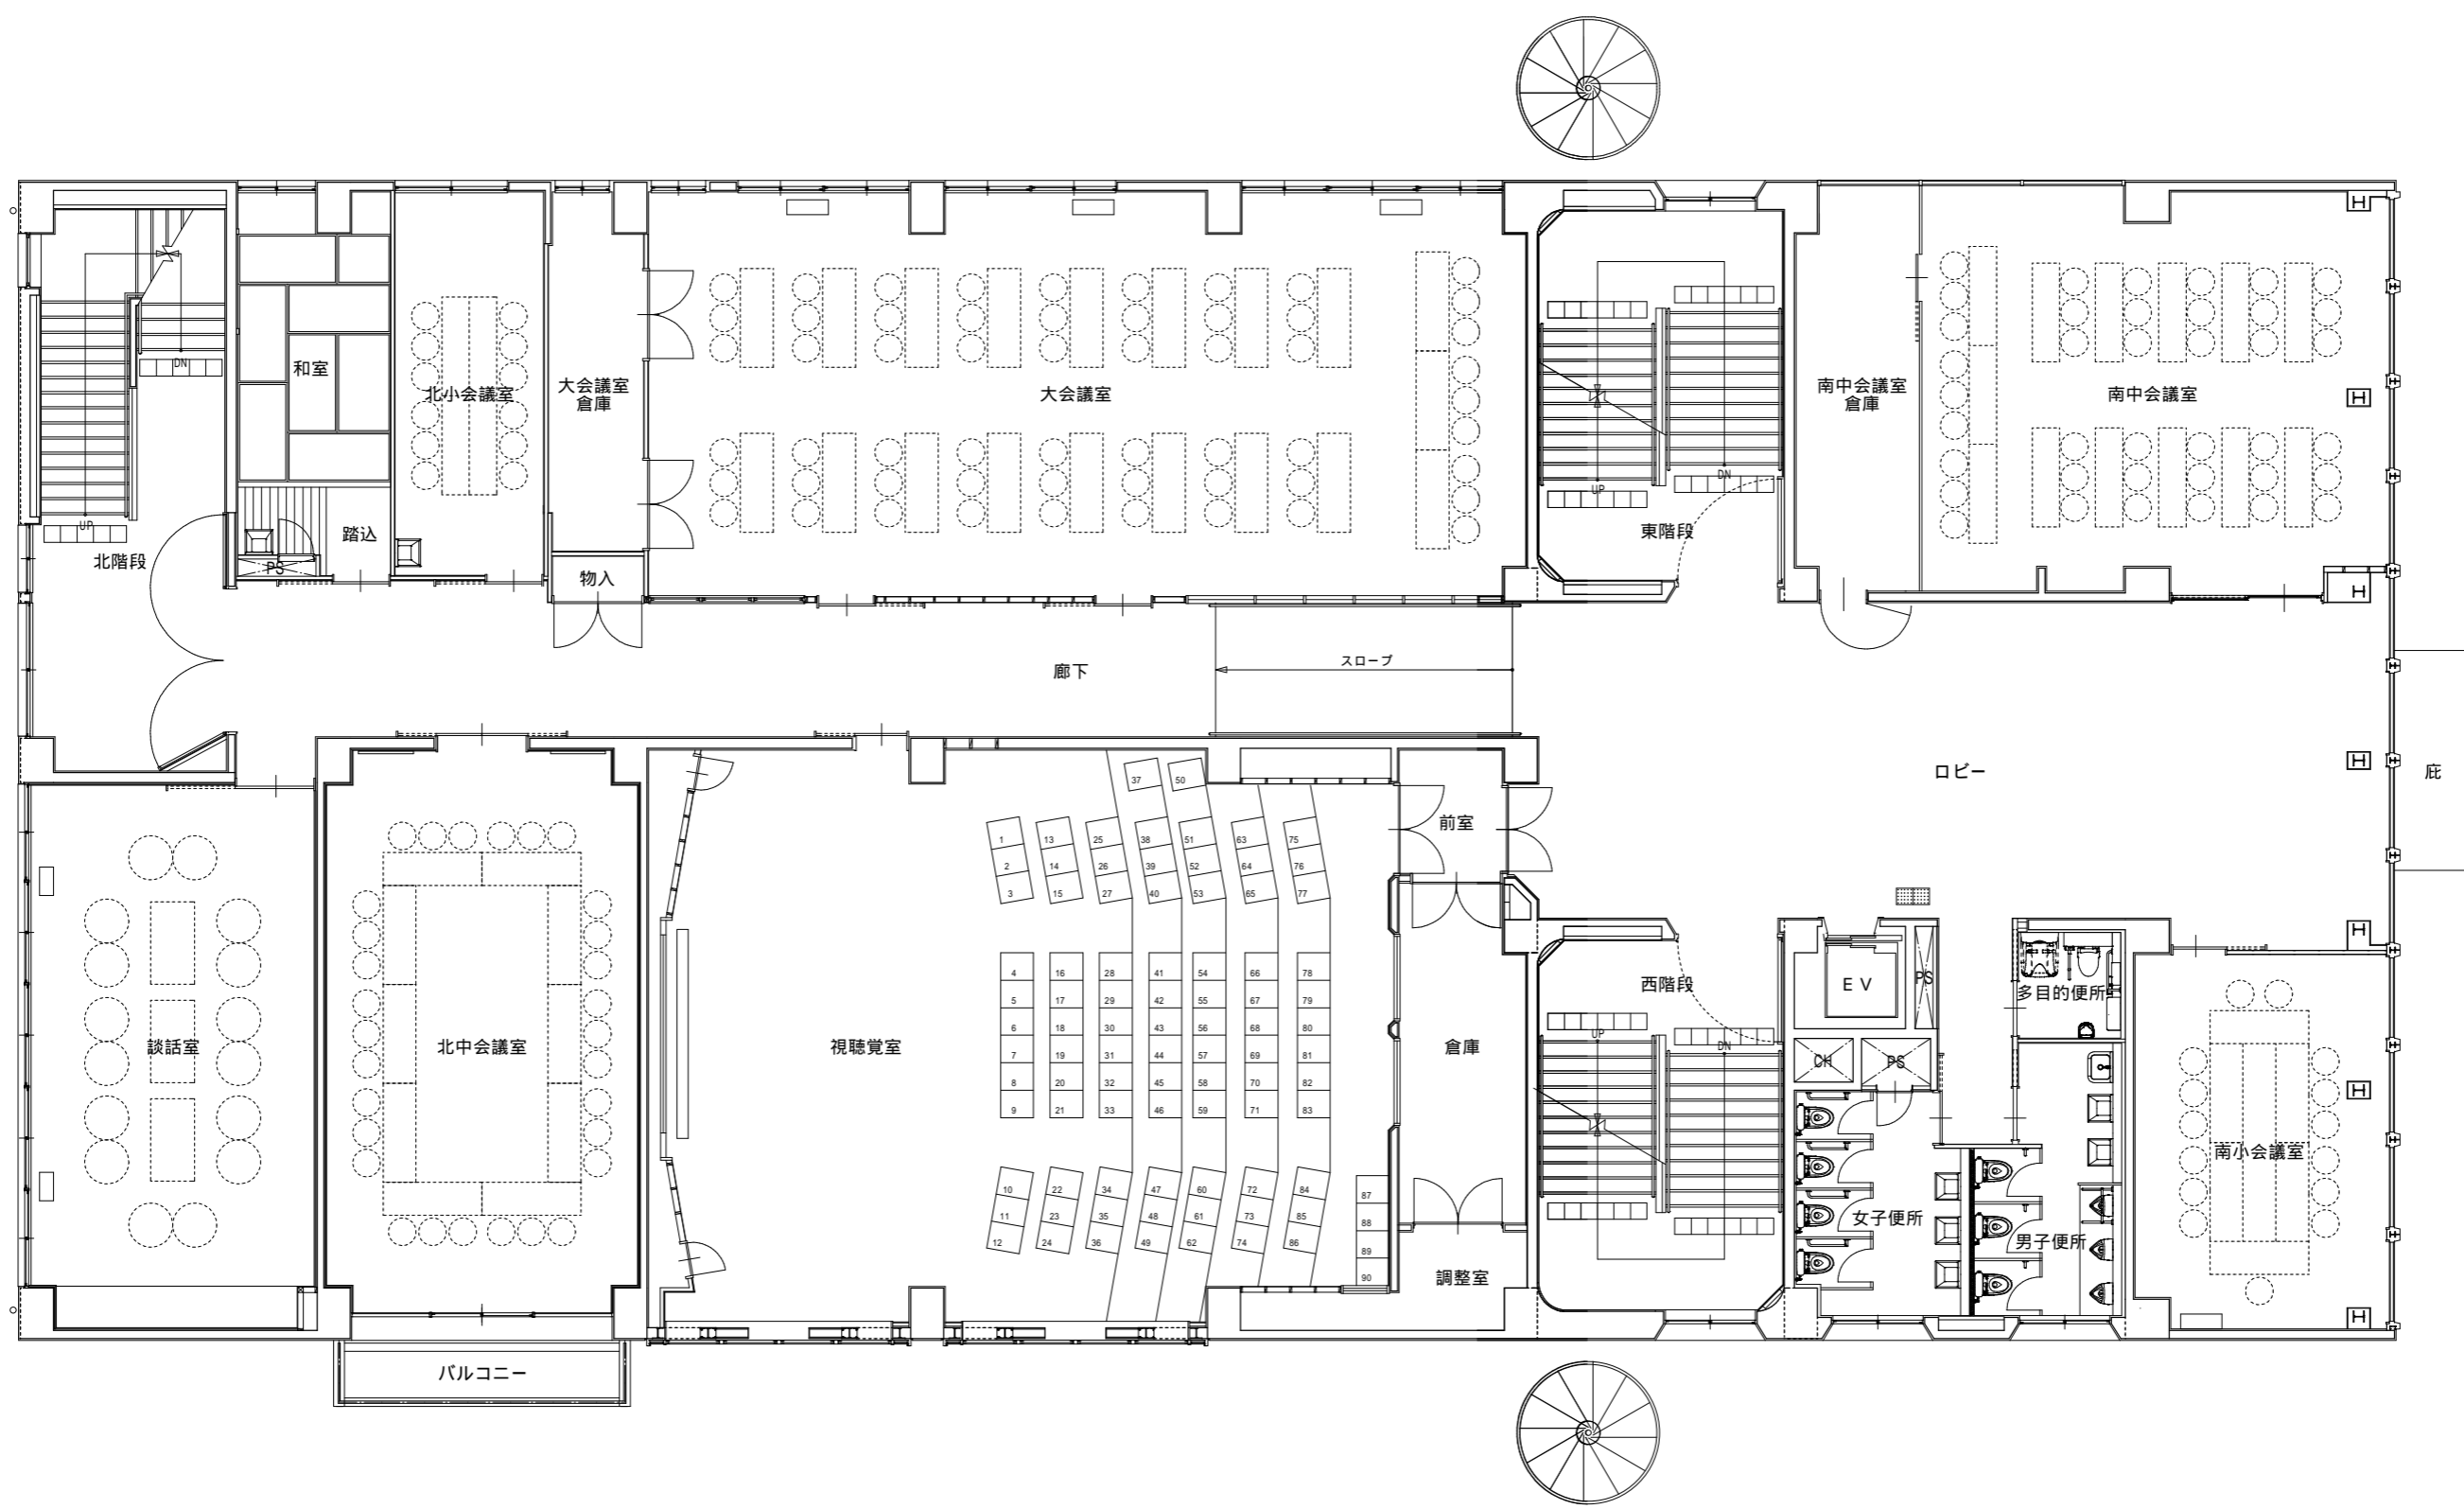 DN
UP
北階段
和室
踏込
PS
北小会議室
大会議室
倉庫
物入
大会議室
UP
DN
東階段
南中会議室
倉庫
南中会議室
H
H
H
廊下
スロープ
ロビー
庇
H
H
H
H
談話室
北中会議室
バルコニー
視聴覚室
1
2
3
4
5
6
7
8
9
10
11
12
13
14
15
16
17
18
19
20
21
22
23
24
25
26
27
28
29
30
31
32
33
34
35
36
37
38
39
40
41
42
43
44
45
46
47
48
49
50
51
52
53
54
55
56
57
58
59
60
61
62
63
64
65
66
67
68
69
70
71
72
73
74
75
76
77
78
79
80
81
82
83
84
85
86
87
88
89
90
前室
倉庫
調整室
西階段
UP
DN
EV
PS
CH
PS
多目的便所
女子便所
男子便所
南小会議室